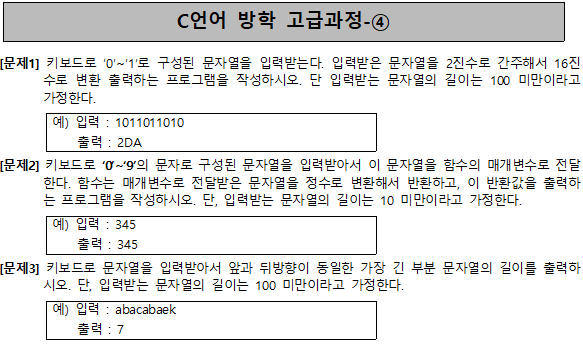 C언어 방학 고급과정-④
[문제1] 키보드로 '0'~'1'로 구성된 문자열을 입력받는다. 입력받은 문자열을 2진수로 간주해서 16진
수로 변환 출력하는 프로그램을 작성하시오. 단 입력받는 문자열의 길이는 100 미만이라고
가정한다.
예) 입력 : 1011011010
출력 : 2DA
[문제2] 키보드로 '0'~'9'의 문자로 구성된 문자열을 입력받아서 이 문자열을 함수의 매개변수로 전달
한다. 함수는 매개변수로 전달받은 문자열을 정수로 변환해서 반환하고, 이 반환값을 출력하
는 프로그램을 작성하시오. 단, 입력받는 문자열의 길이는 10 미만이라고 가정한다.
예) 입력 : 345
출력 : 345
[문제3] 키보드로 문자열을 입력받아서 앞과 뒤방향이 동일한 가장 긴 부분 문자열의 길이를 출력하
시오. 단, 입력받는 문자열의 길이는 100 미만이라고 가정한다.
예) 입력 : abacabaek
출력 : 7